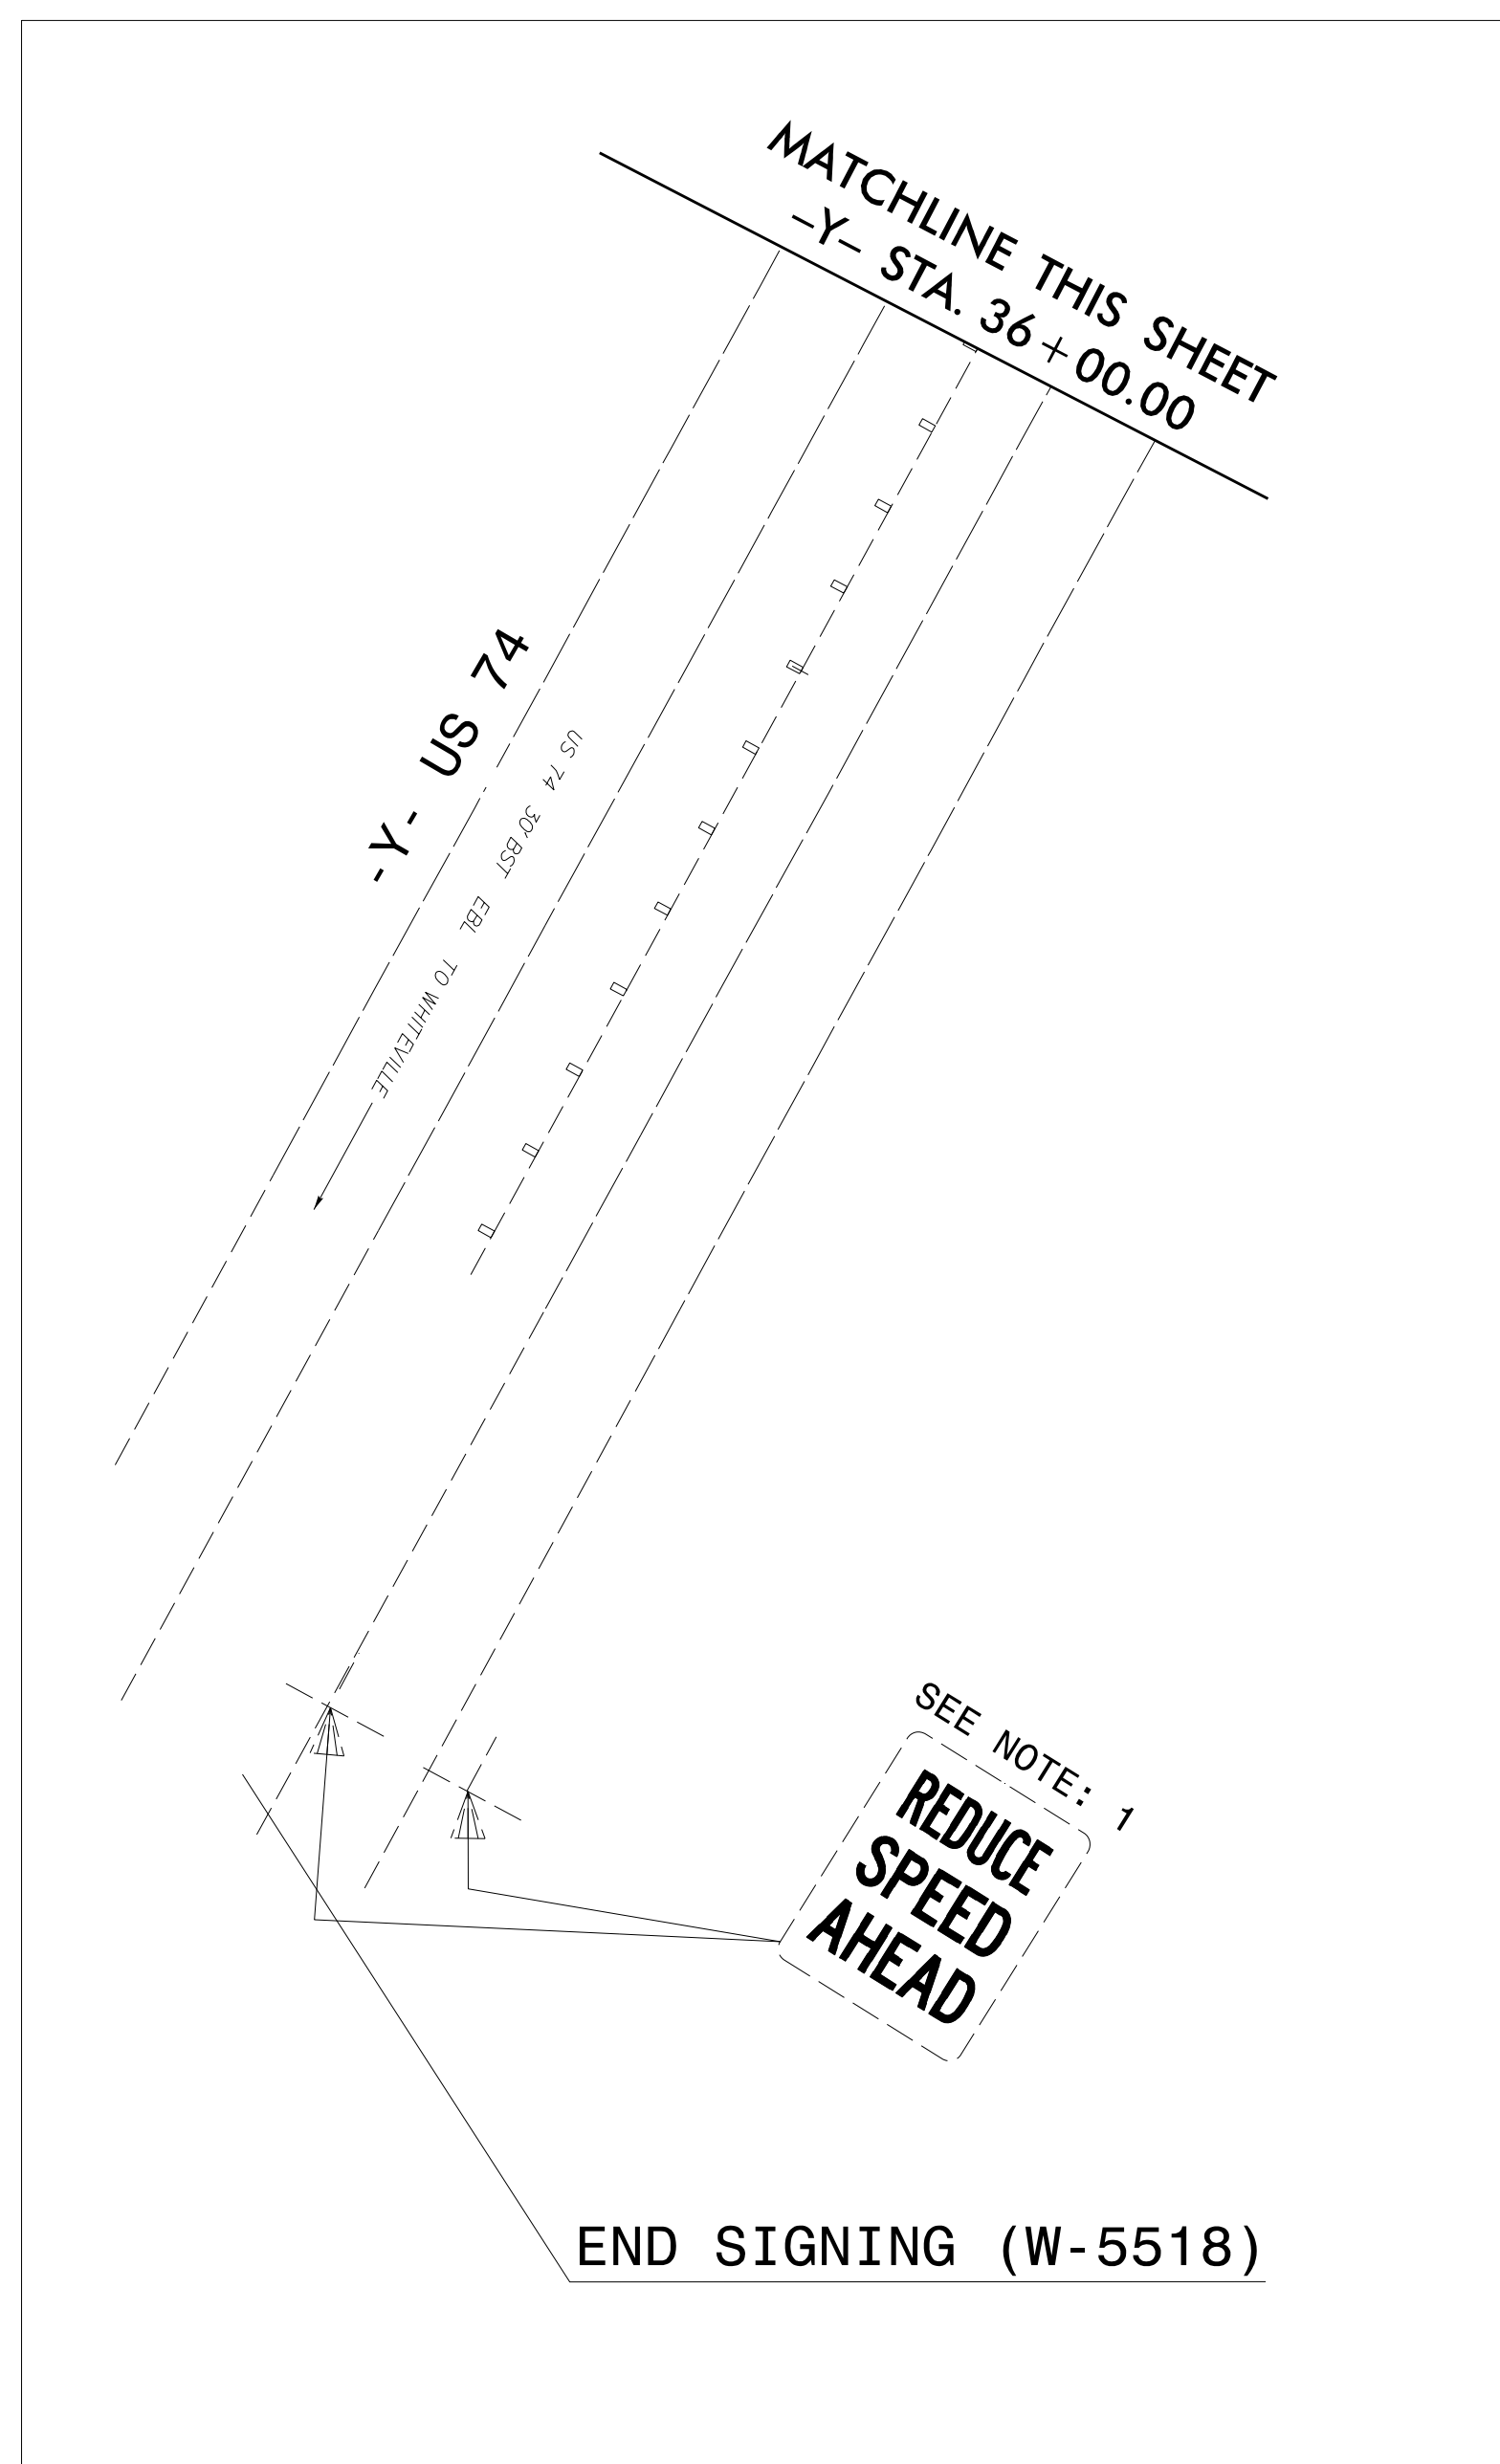 MATCHLINE THIS SHEET
-Y- STA. 36+00.00
-Y- US 74
US 74 30' BST EBL TO WHITEVILLE
SEE NOTE: 1
REDUCE
SPEED
AHEAD
END SIGNING (W-5518)